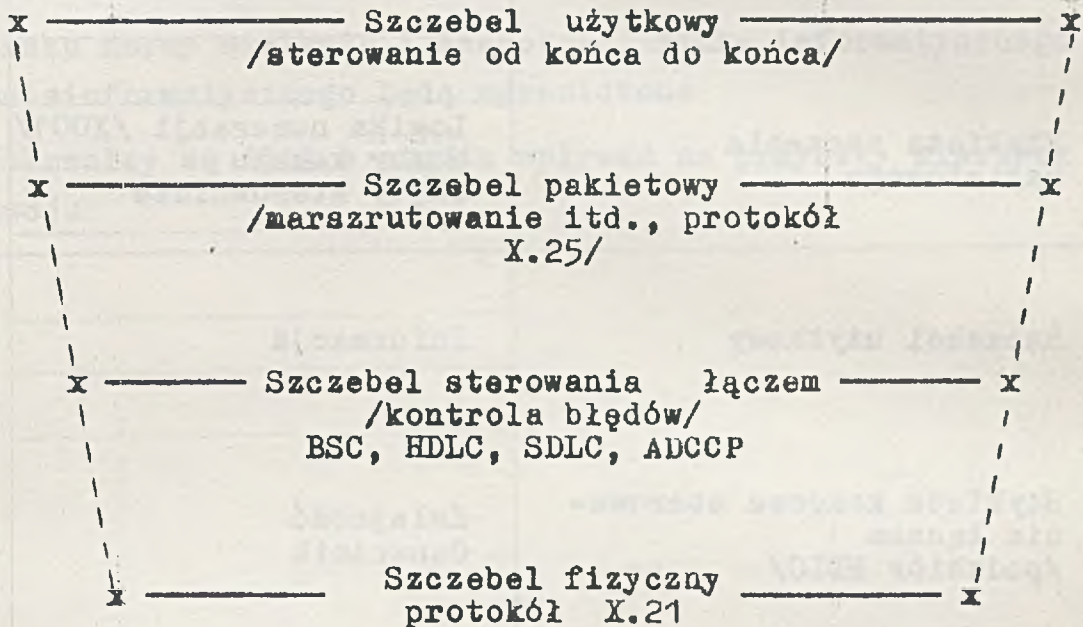 x ——— Szczebel użytkowy ——— x
/sterowanie od końca do końca/
x ——— Szczebel pakietowy ——— x
/marszrutowanie itd., protokół
X.25/
x ——— Szczebel sterowania łączem ——— x
/kontrola błędów/
BSC, HDLC, SDLC, ADCCP
x ——— Szczebel fizyczny ——— x
protokół X.21